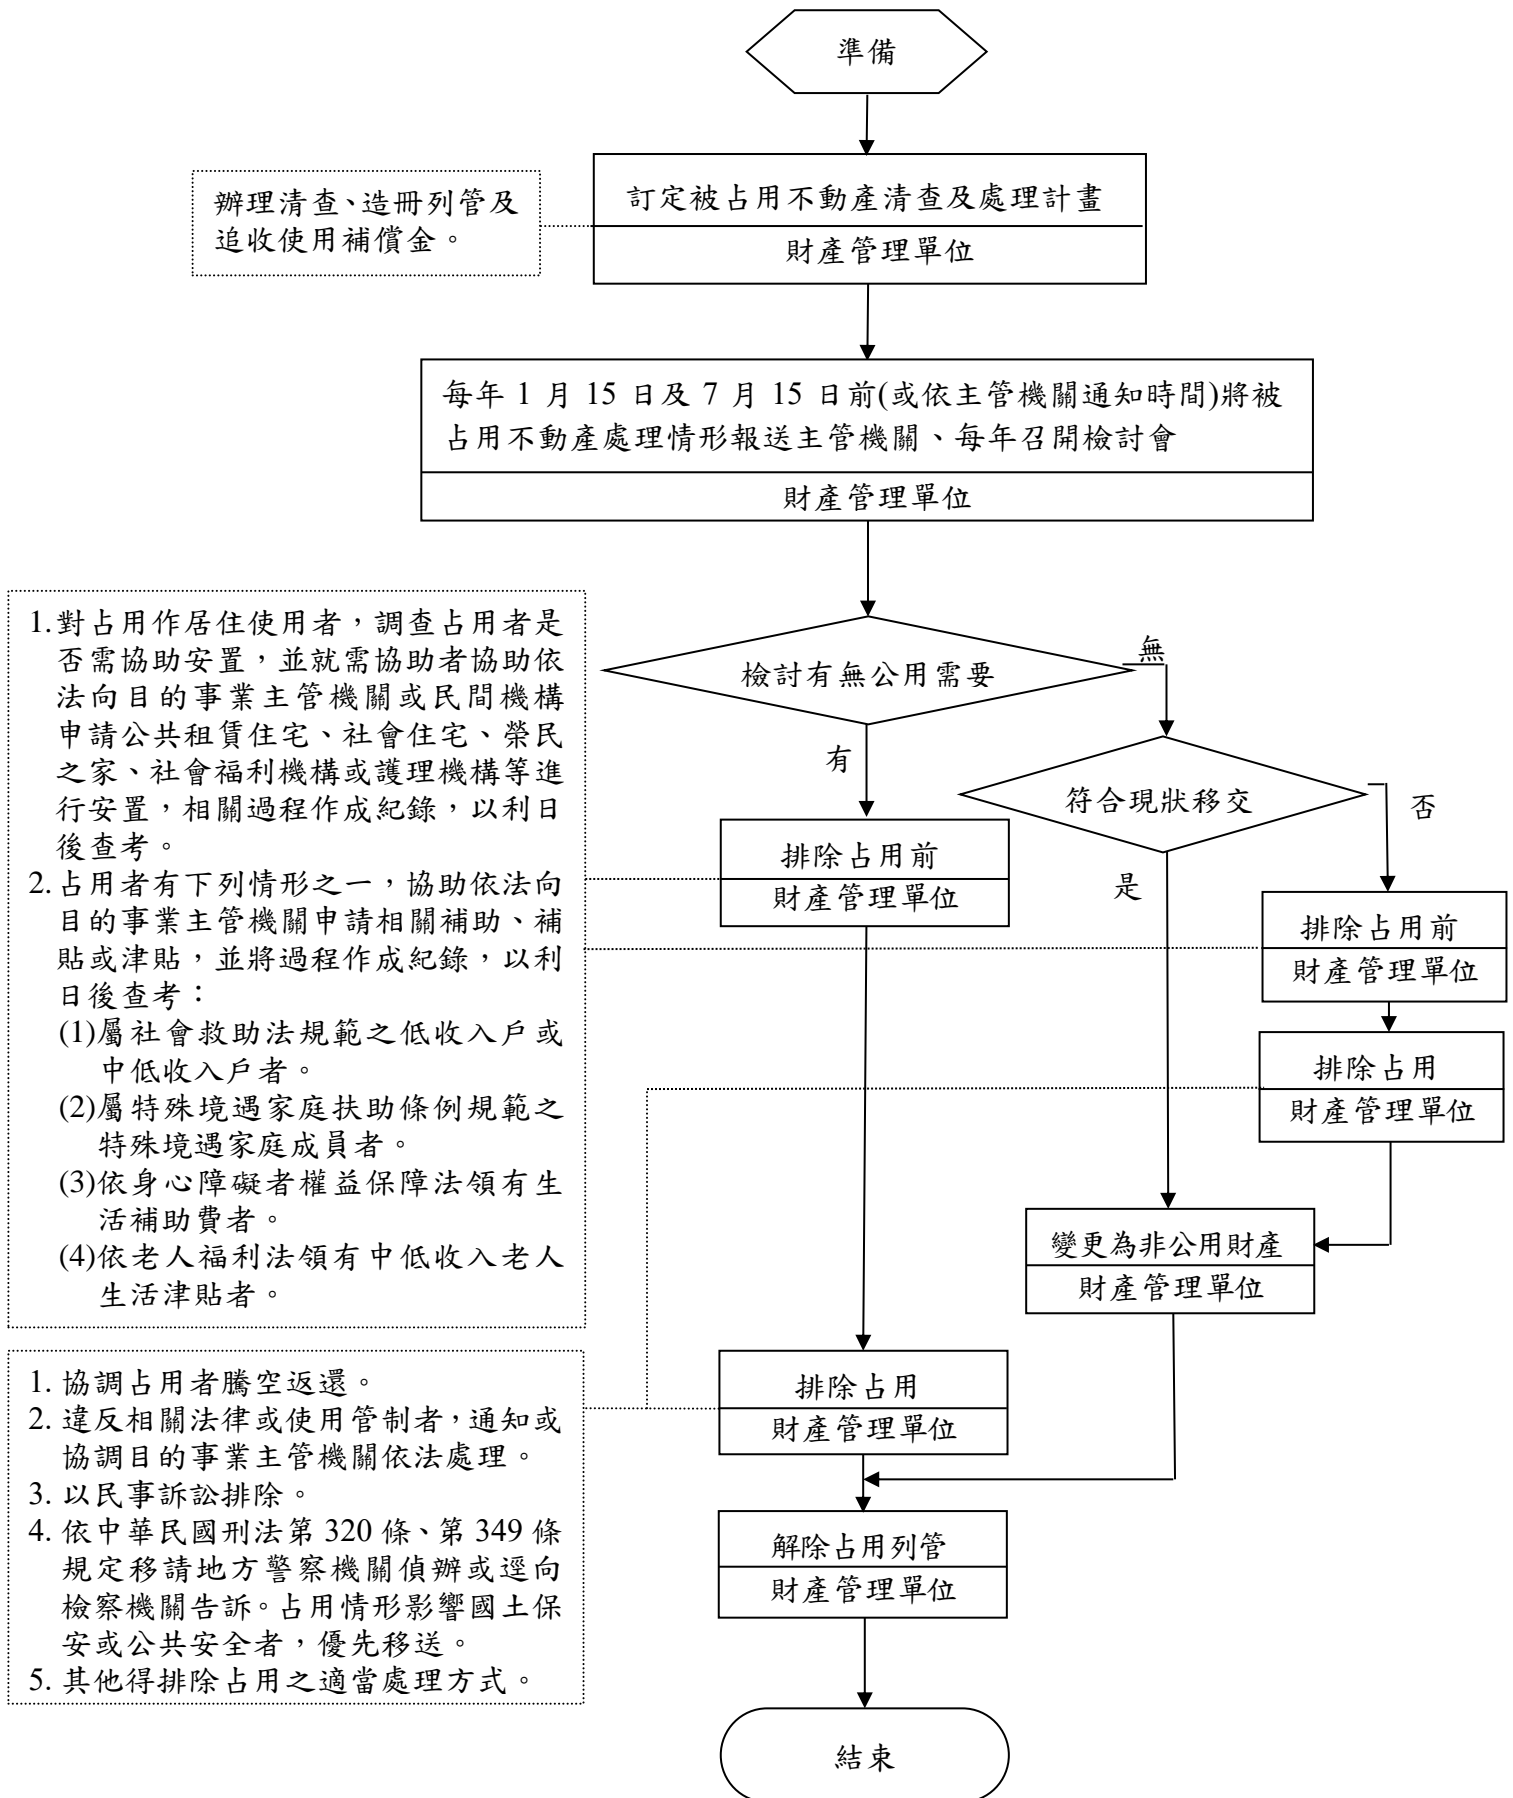 準備
訂定被占用不動產清查及處理計畫
財產管理單位
辦理清查、造冊列管及
追收使用補償金。
每年 1 月 15 日及 7 月 15 日前(或依主管機關通知時間)將被
占用不動產處理情形報送主管機關、每年召開檢討會
財產管理單位
檢討有無公用需要
無
有
符合現狀移交
否
是
排除占用前
財產管理單位
排除占用前
財產管理單位
排除占用
財產管理單位
變更為非公用財產
財產管理單位
1.對占用作居住使用者，調查占用者是
否需協助安置，並就需協助者協助依
法向目的事業主管機關或民間機構
申請公共租賃住宅、社會住宅、榮民
之家、社會福利機構或護理機構等進
行安置，相關過程作成紀錄，以利日
後查考。
2.占用者有下列情形之一，協助依法向
目的事業主管機關申請相關補助、補
貼或津貼，並將過程作成紀錄，以利
日後查考：
(1)屬社會救助法規範之低收入戶或
中低收入戶者。
(2)屬特殊境遇家庭扶助條例規範之
特殊境遇家庭成員者。
(3)依身心障礙者權益保障法領有生
活補助費者。
(4)依老人福利法領有中低收入老人
生活津貼者。
1. 協調占用者騰空返還。
2. 違反相關法律或使用管制者，通知或
協調目的事業主管機關依法處理。
3. 以民事訴訟排除。
4. 依中華民國刑法第 320 條、第 349 條
規定移請地方警察機關偵辦或逕向
檢察機關告訴。占用情形影響國土保
安或公共安全者，優先移送。
5. 其他得排除占用之適當處理方式。
排除占用
財產管理單位
解除占用列管
財產管理單位
結束